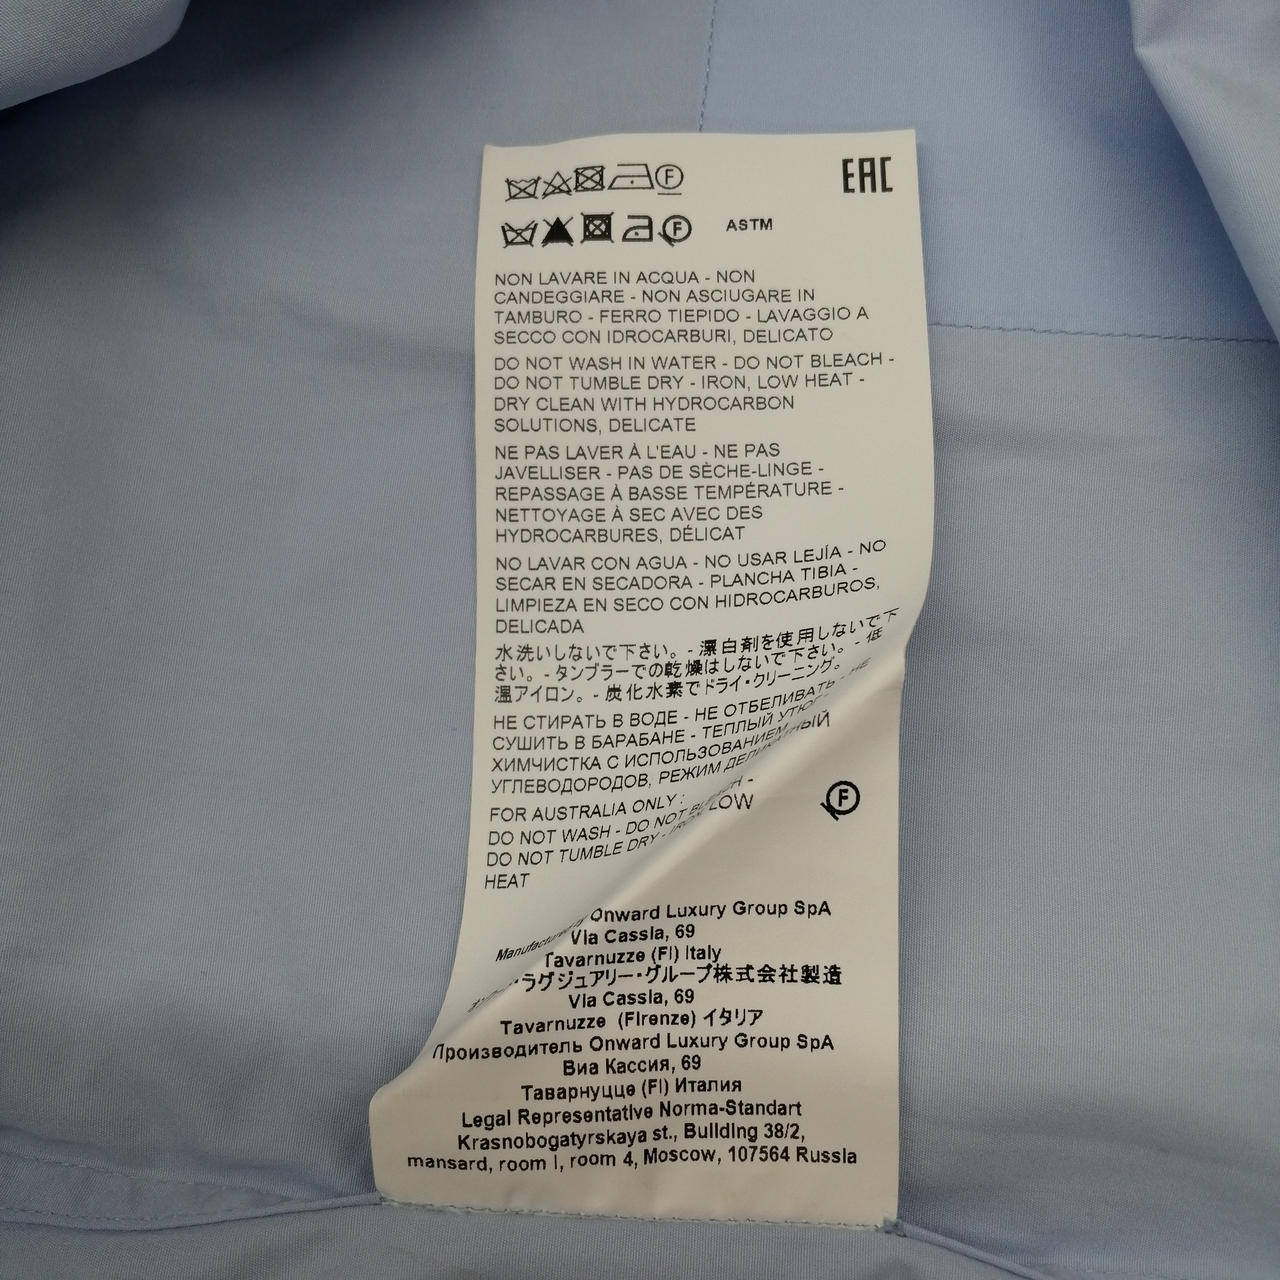 EAC
F
F ASTM
NON LAVARE IN ACQUA - NON
CANDEGGIARE - NON ASCIUGARE IN
TAMBURO - FERRO TIEPIDO - LAVAGGIO A
SECCO CON IDROCARBURI, DELICATO
DO NOT WASH IN WATER - DO NOT BLEACH -
DO NOT TUMBLE DRY - IRON, LOW HEAT -
DRY CLEAN WITH HYDROCARBON
SOLUTIONS, DELICATE
NE PAS LAVER À L'EAU - NE PAS
JAVELLISER - PAS DE SÈCHE-LINGE -
REPASSAGE À BASSE TEMPÉRATURE -
NETTOYAGE À SEC AVEC DES
HYDROCARBURES, DÉLICAT
NO LAVAR CON AGUA - NO USAR LEJÍA - NO
SECAR EN SECADORA - PLANCHA TIBIA -
LIMPIEZA EN SECO CON HIDROCARBUROS,
DELICADA
水洗いしないで下さい。- 漂白剤を使用しないで下
さい。- タンブラーでの乾燥はしないで下さい。- 低
温アイロン。- 炭化水素でドライ・クリーニング。
НЕ СТИРАТЬ В ВОДЕ - НЕ ОТБЕЛИВАТЬ - НЕ
СУШИТЬ В БАРАБАНЕ - ТЕПЛЫЙ УТЮГ -
ХИМЧИСТКА С ИСПОЛЬЗОВАНИЕМ
УГЛЕВОДОРОДОВ, РЕЖИМ ДЕЛИКАТНЫЙ
FOR AUSTRALIA ONLY :
DO NOT WASH - DO NOT BLEACH -
DO NOT TUMBLE DRY - IRON LOW
HEAT
F
Manufactured by Onward Luxury Group SpA
Via Cassia, 69
Tavarnuzze (FI) Italy
・ラグジュアリー・グループ株式会社製造
Via Cassia, 69
Tavarnuzze (Firenze) イタリア
Производитель Onward Luxury Group SpA
Виа Кассия, 69
Таварнуцце (FI) Италия
Legal Representative Norma-Standart
Krasnobogatyrskaya st., Building 38/2,
mansard, room I, room 4, Moscow, 107564 Russia